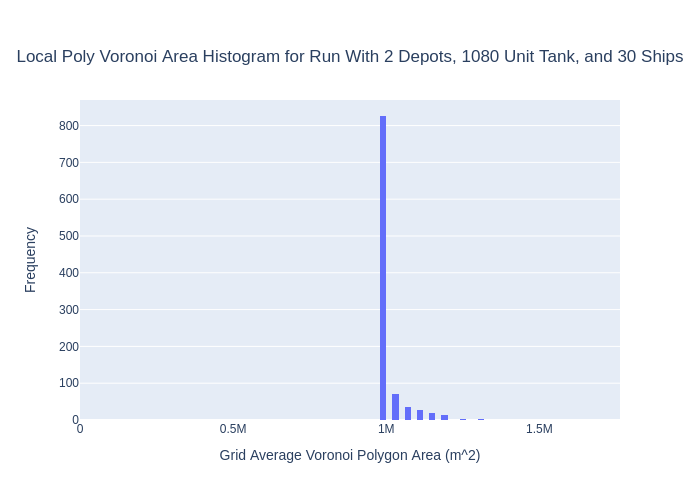 Local Poly Voronoi Area Histogram for Run With 2 Depots, 1080 Unit Tank, and 30 Ships
800
700
600
500
400
300
200
100
0
Frequency
0 0.5M 1M 1.5M
Grid Average Voronoi Polygon Area (m^2)